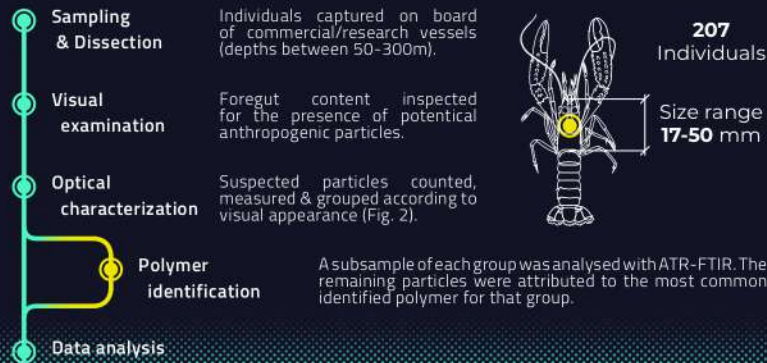 Sampling
& Dissection
Individuals captured on board
of commercial/research vessels
(depths between 50-300m).
207
Individuals
Visual
examination
Foregut content inspected
for the presence of potentical
anthropogenic particles.
Size range
17-50 mm
Optical
characterization
Suspected particles counted,
measured & grouped according to
visual appearance (Fig. 2).
Polymer
identification
A subsample of each group was analysed with ATR-FTIR. The
remaining particles were attributed to the most common
identified polymer for that group.
Data analysis